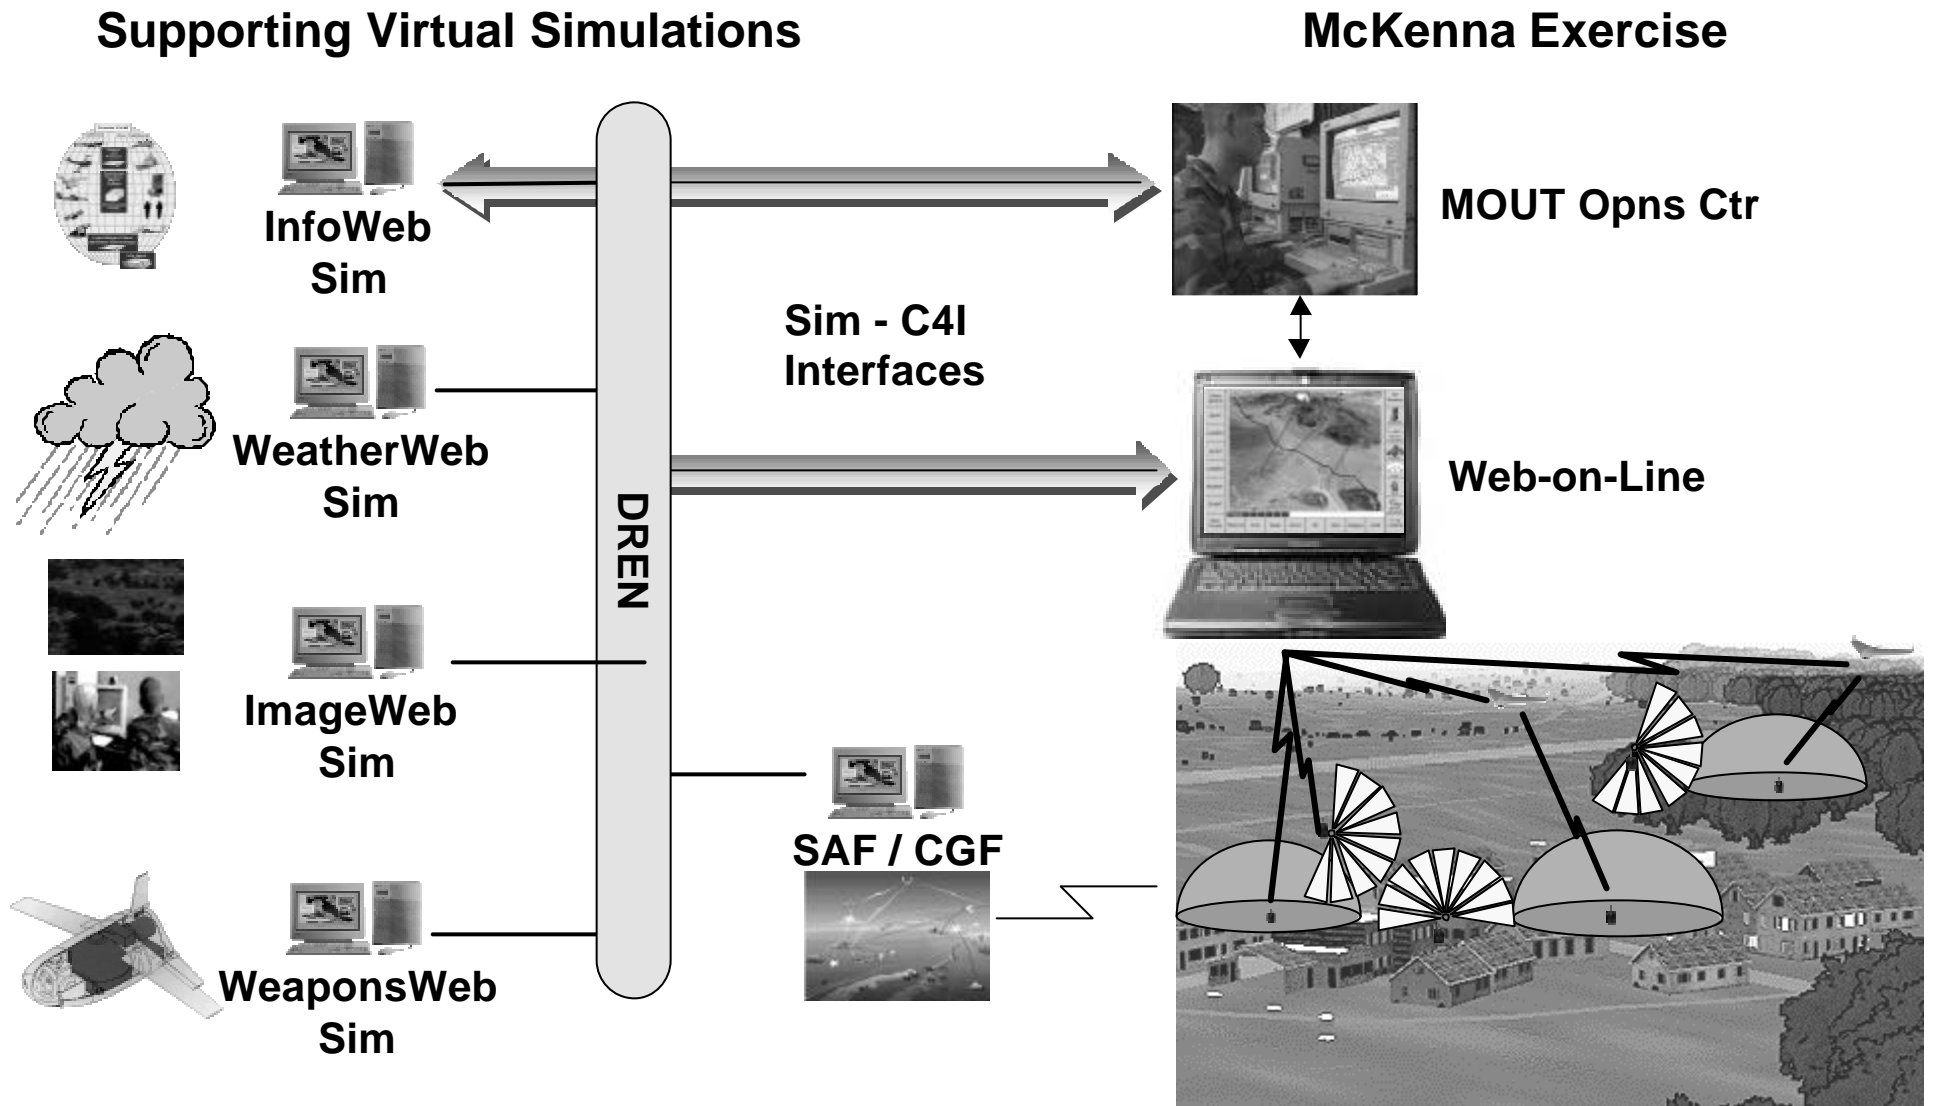 Supporting Virtual Simulations
McKenna Exercise
InfoWeb
Sim
MOUT Opns Ctr
Sim - C4I
Interfaces
WeatherWeb
Sim
Web-on-Line
DREN
ImageWeb
Sim
SAF / CGF
WeaponsWeb
Sim